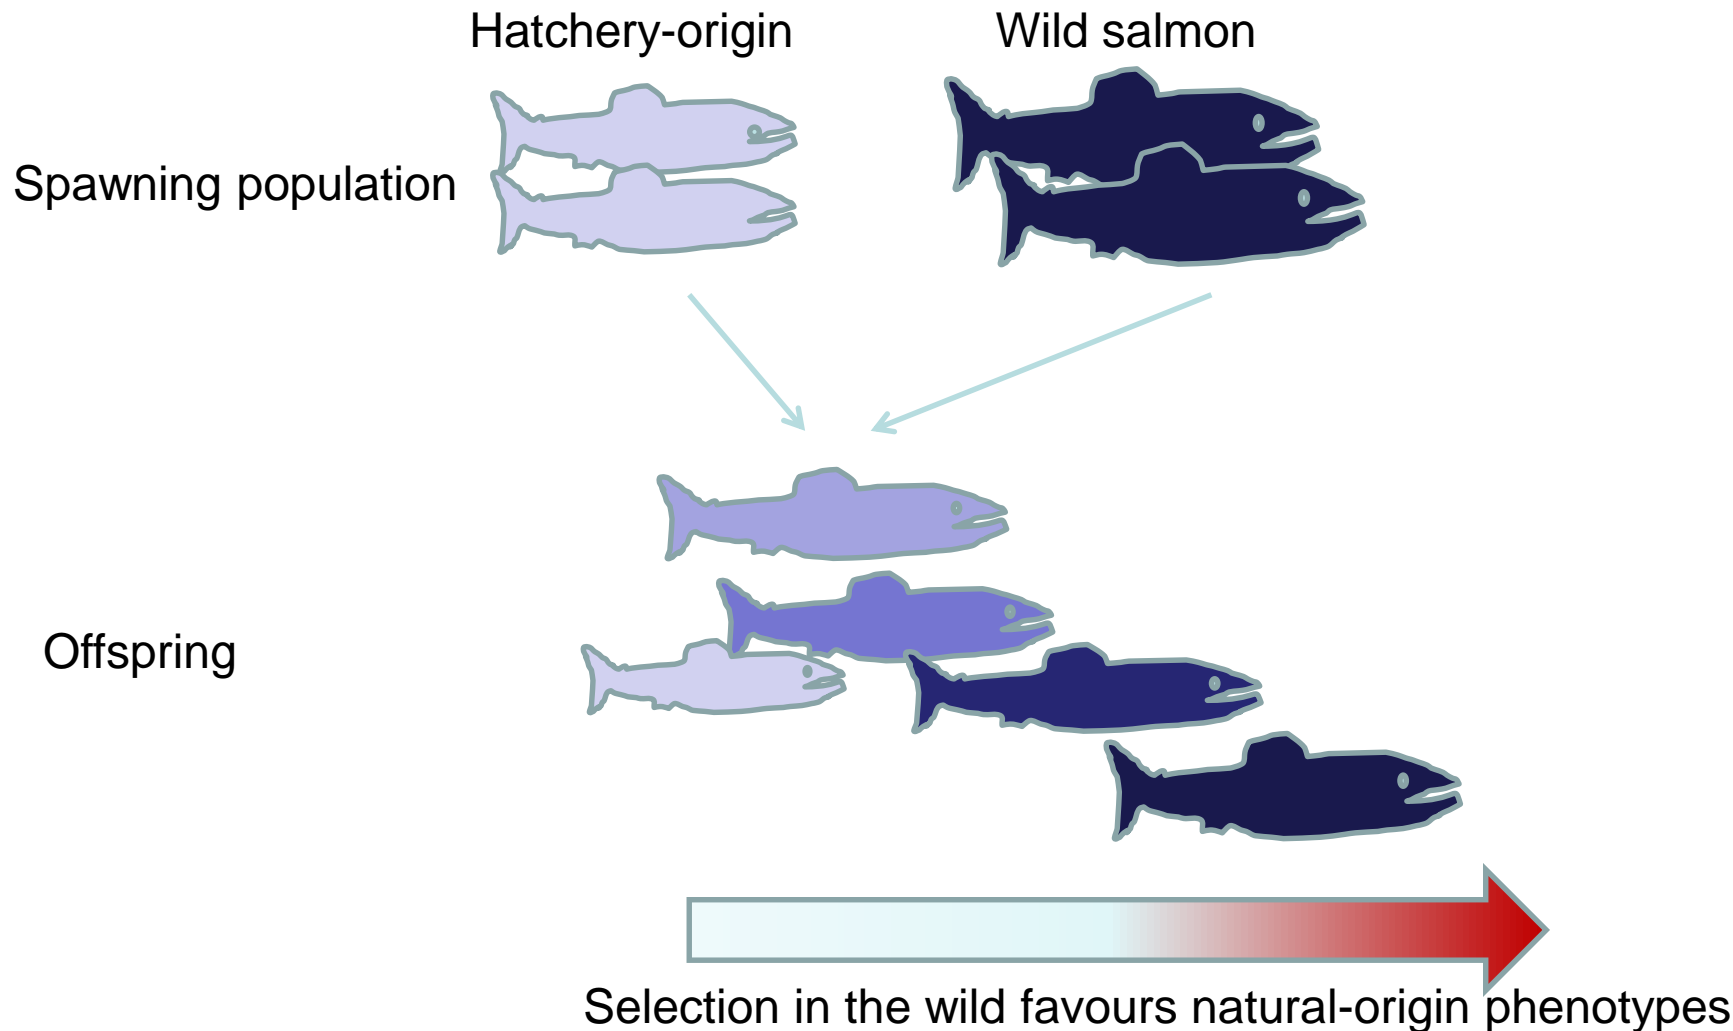 Hatchery-origin
Wild salmon
Spawning population
Offspring
Selection in the wild favours natural-origin phenotypes